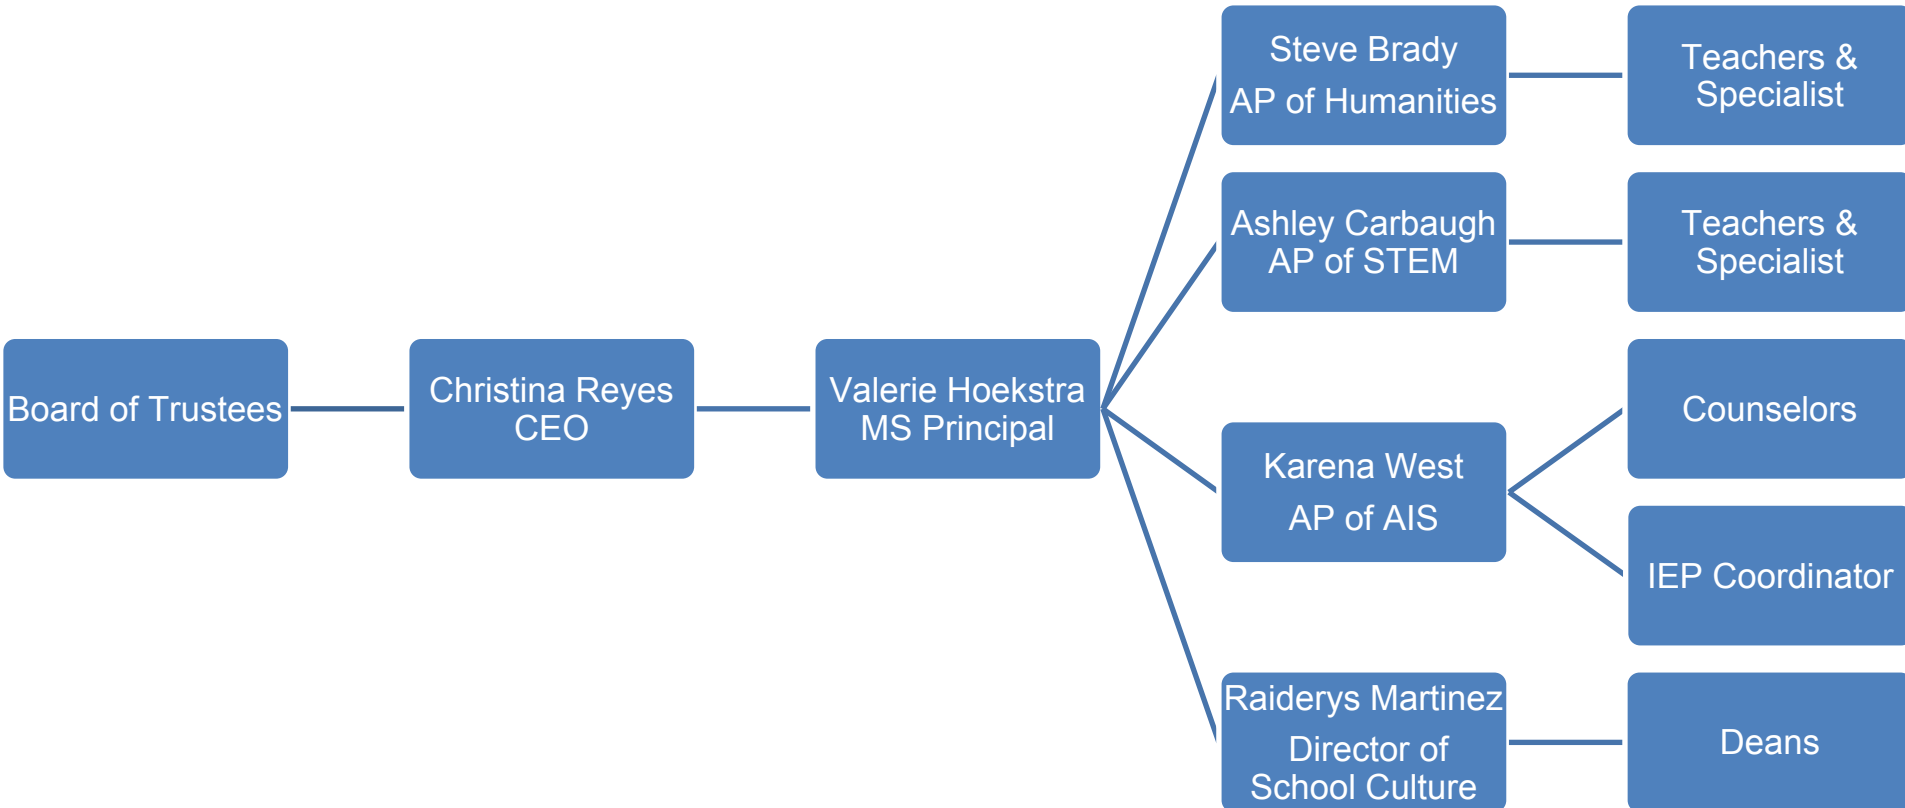 Board of Trustees
Christina Reyes
CEO
Valerie Hoekstra
MS Principal
Steve Brady
AP of Humanities
Teachers &
Specialist
Ashley Carbaugh
AP of STEM
Teachers &
Specialist
Karena West
AP of AIS
Counselors
IEP Coordinator
Raiderys Martinez
Director of
School Culture
Deans